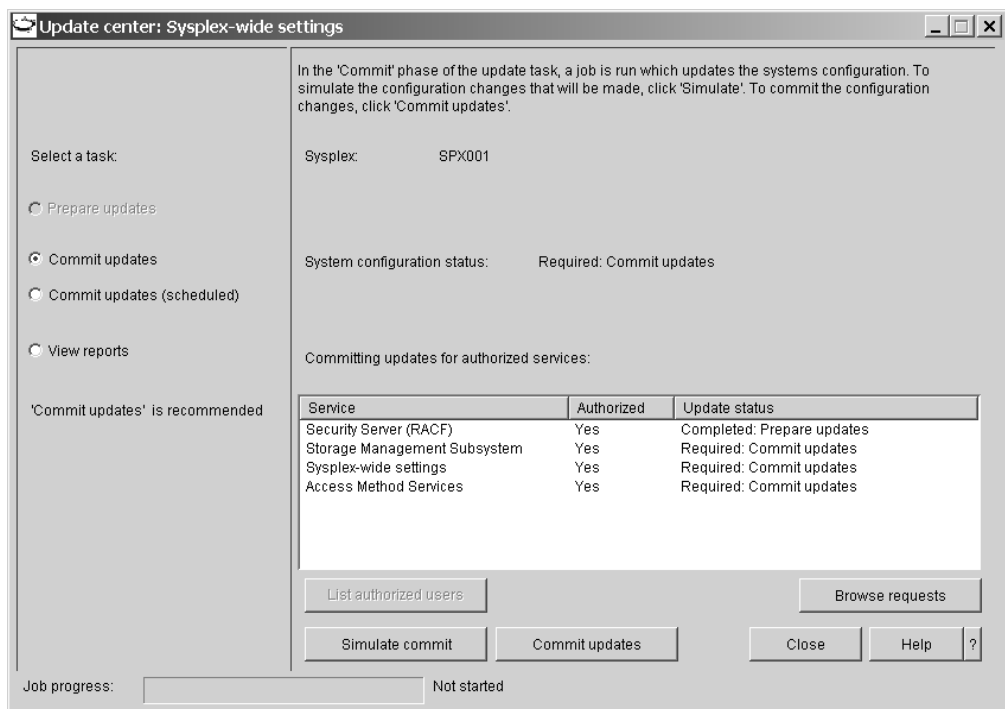 Update center: Sysplex-wide settings
In the 'Commit' phase of the update task, a job is run which updates the systems configuration. To
simulate the configuration changes that will be made, click 'Simulate'. To commit the configuration
changes, click 'Commit updates'.
Select a task:
Sysplex: SPX001
Prepare updates
Commit updates
System configuration status: Required: Commit updates
Commit updates (scheduled)
View reports
Committing updates for authorized services:
'Commit updates' is recommended
Service Authorized Update status
Security Server (RACF) Yes Completed: Prepare updates
Storage Management Subsystem Yes Required: Commit updates
Sysplex-wide settings Yes Required: Commit updates
Access Method Services Yes Required: Commit updates
List authorized users Browse requests
Simulate commit Commit updates Close Help ?
Job progress: Not started